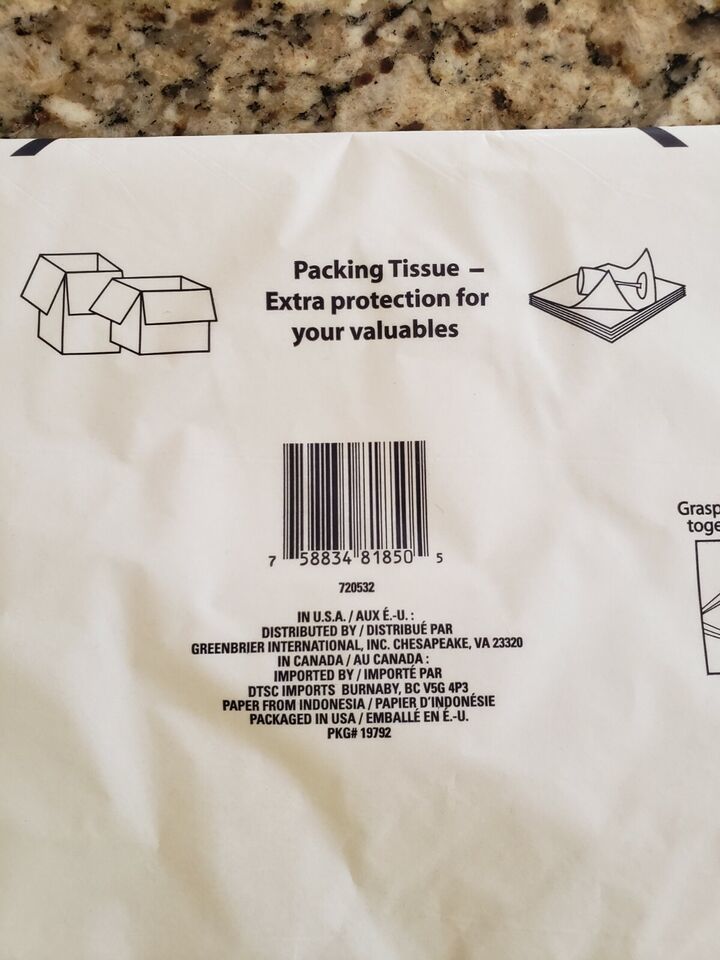 Packing Tissue –
Extra protection for
your valuables
Grasp
toge
7 58834 81850 5
720532
IN U.S.A. / AUX É.-U. :
DISTRIBUTED BY / DISTRIBUÉ PAR
GREENBRIER INTERNATIONAL, INC. CHESAPEAKE, VA 23320
IN CANADA / AU CANADA :
IMPORTED BY / IMPORTÉ PAR
DTSC IMPORTS BURNABY, BC V5G 4P3
PAPER FROM INDONESIA / PAPIER D'INDONÉSIE
PACKAGED IN USA / EMBALLÉ EN É.-U.
PKG# 19792